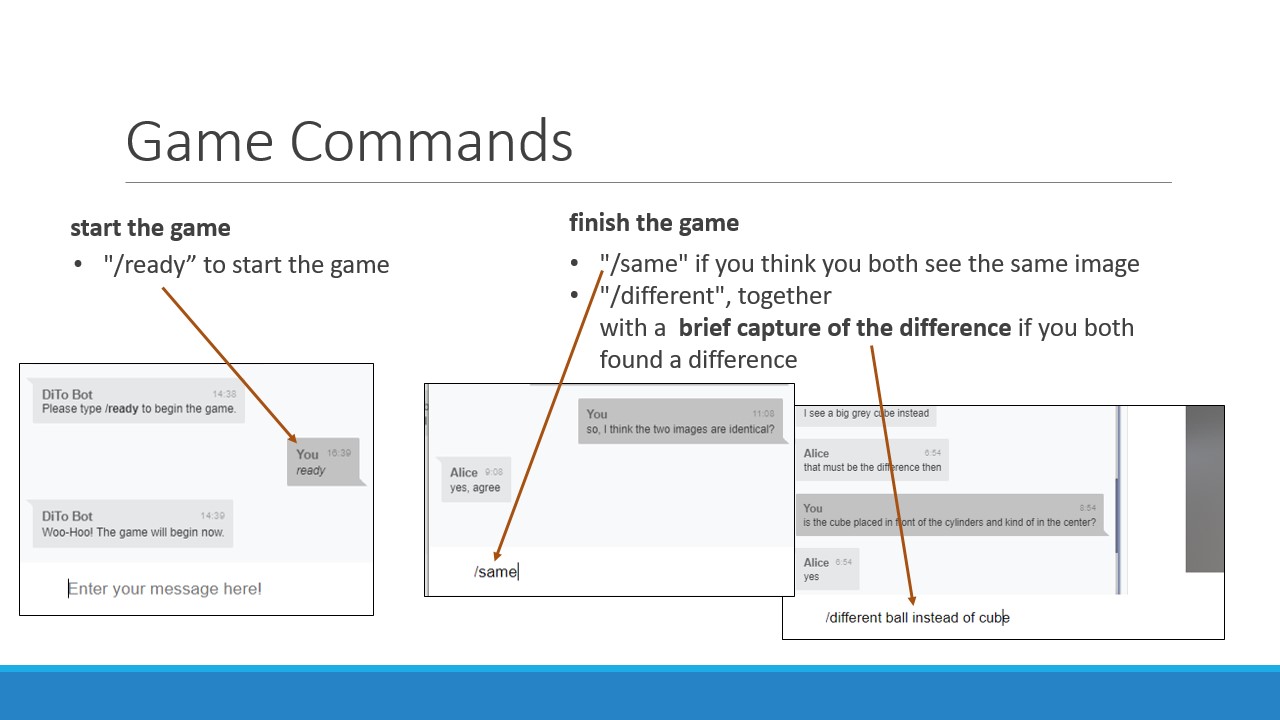 Game Commands
start the game
• "/ready” to start the game
finish the game
• "/same" if you think you both see the same image
• "/different", together
with a brief capture of the difference if you both
found a difference
DiTo Bot 14:38
Please type /ready to begin the game.
You 16:39
ready
DiTo Bot 14:39
Woo-Hoo! The game will begin now.
Enter your message here!
You 11:08
so, I think the two images are identical?
Alice 9:08
yes, agree
/same
I see a big grey cube instead
Alice 6:54
that must be the difference then
You 8:54
is the cube placed in front of the cylinders and kind of in the center?
Alice 6:54
yes
/different ball instead of cube